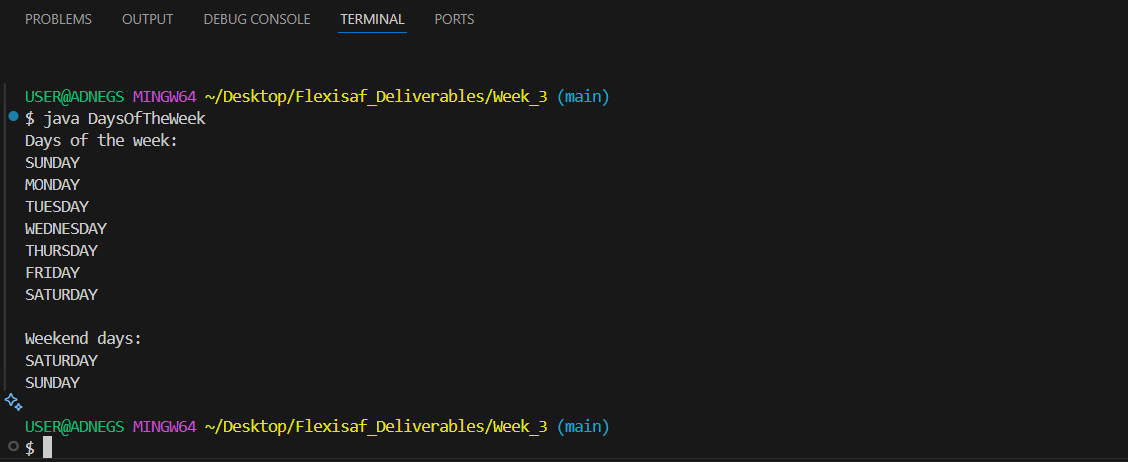 PROBLEMS OUTPUT DEBUG CONSOLE TERMINAL PORTS
USER@ADNEGS MINGW64 ~/Desktop/Flexisaf_Deliverables/Week_3 (main)
$ java DaysOfTheWeek
Days of the week:
SUNDAY
MONDAY
TUESDAY
WEDNESDAY
THURSDAY
FRIDAY
SATURDAY
Weekend days:
SATURDAY
SUNDAY
USER@ADNEGS MINGW64 ~/Desktop/Flexisaf_Deliverables/Week_3 (main)
$